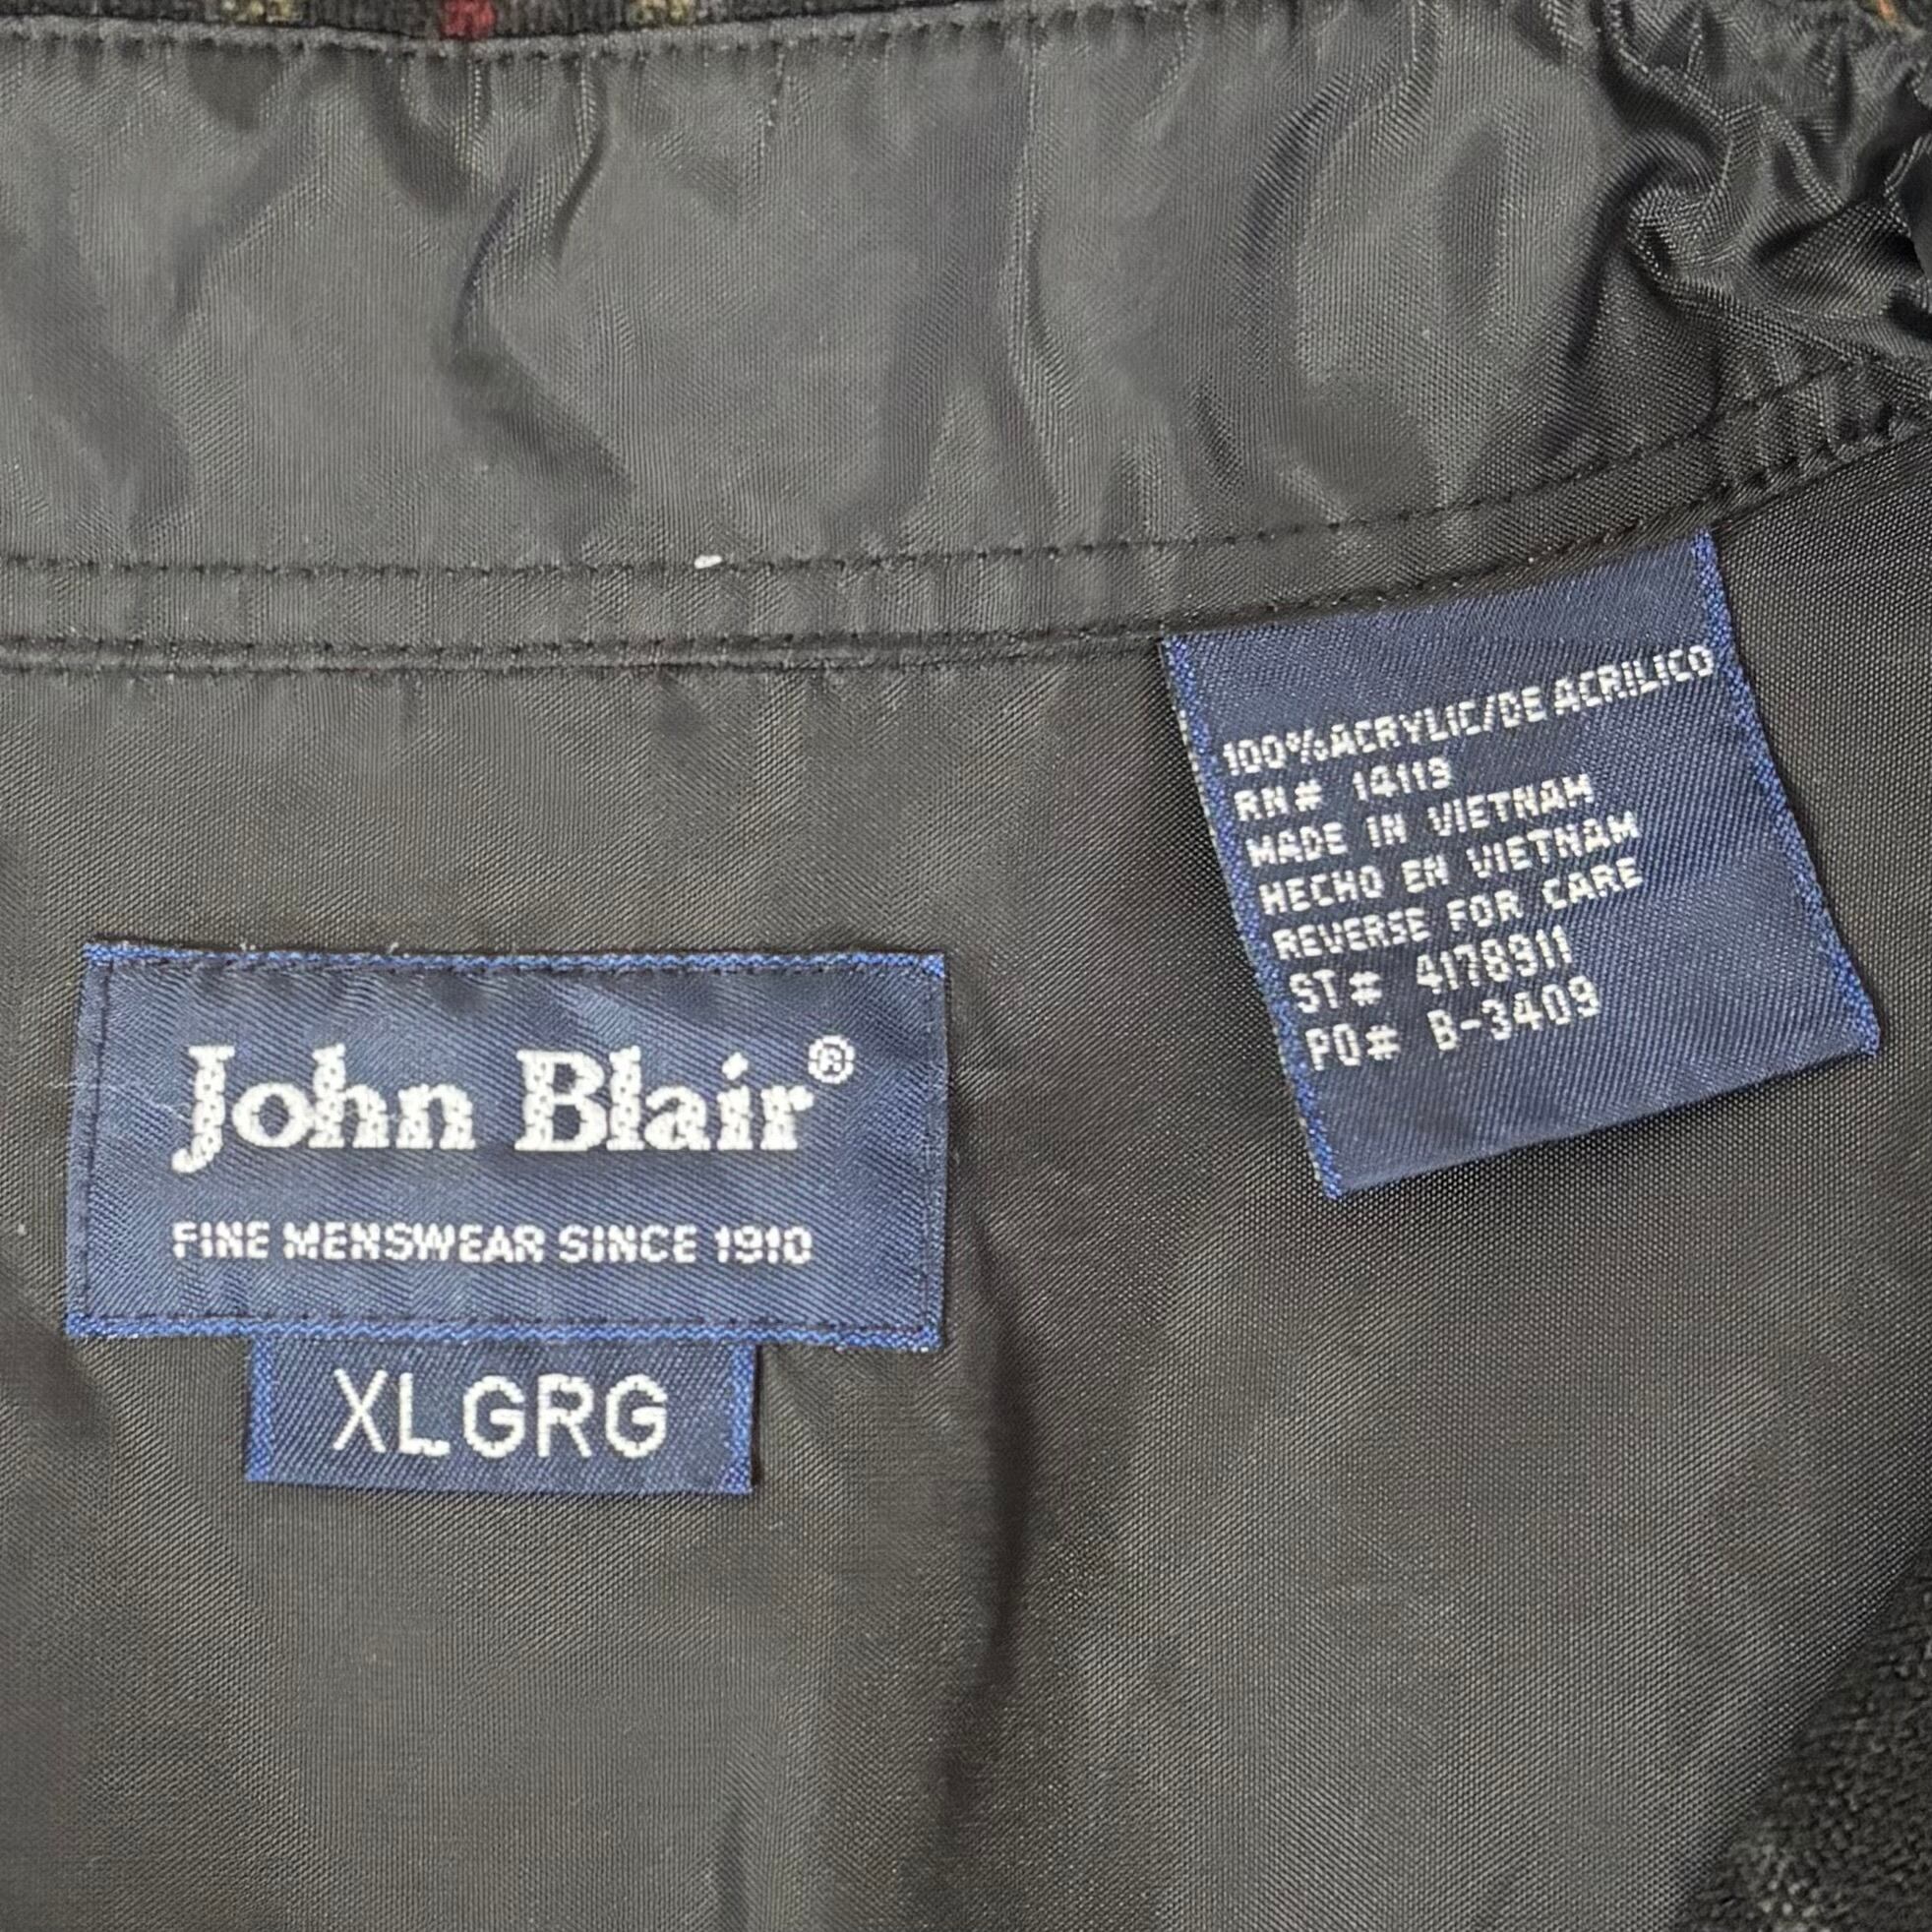 John Blair®
FINE MENSWEAR SINCE 1910
XLGRG
100% ACRYLIC/DE ACRILICO
RN# 14119
MADE IN VIETNAM
HECHO EN VIETNAM
REVERSE FOR CARE
ST# 4178911
PO# B-3409